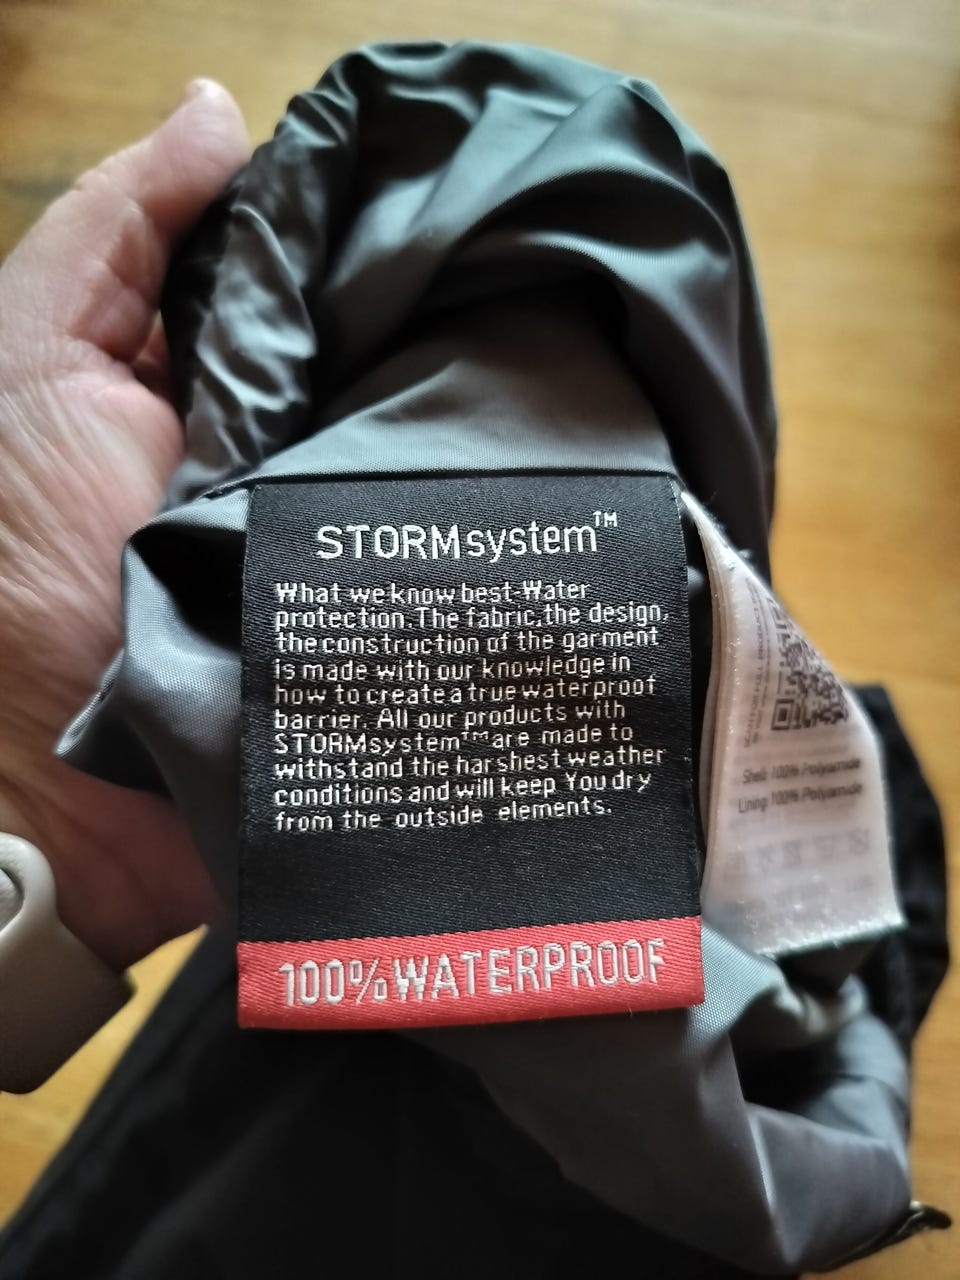 STORMsystem™
What we know best-Water
protection.The fabric,the design,
the construction of the garment
is made with our knowledge in
how to create a true waterproof
barrier. All our products with
STORMsystem™are made to
withstand the harshest weather
conditions and will keep You dry
from the outside elements.
100%WATERPROOF
Shell: 100% Polyamide
Lining 100% Polyamide